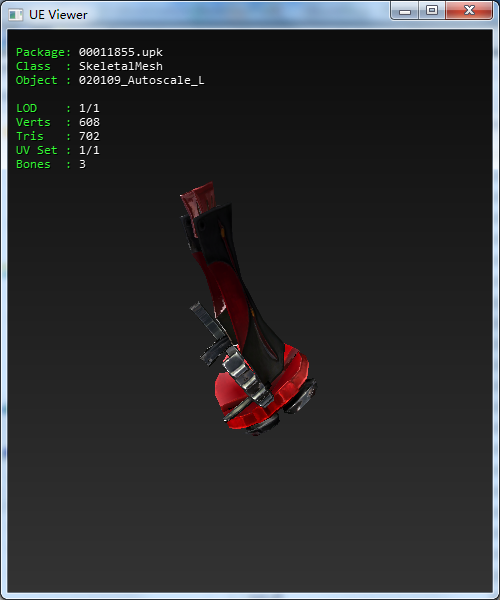 UE Viewer
Package: 00011855.upk
Class : SkeletalMesh
Object : 020109_Autoscale_L
LOD : 1/1
Verts : 608
Tris : 702
UV Set : 1/1
Bones : 3